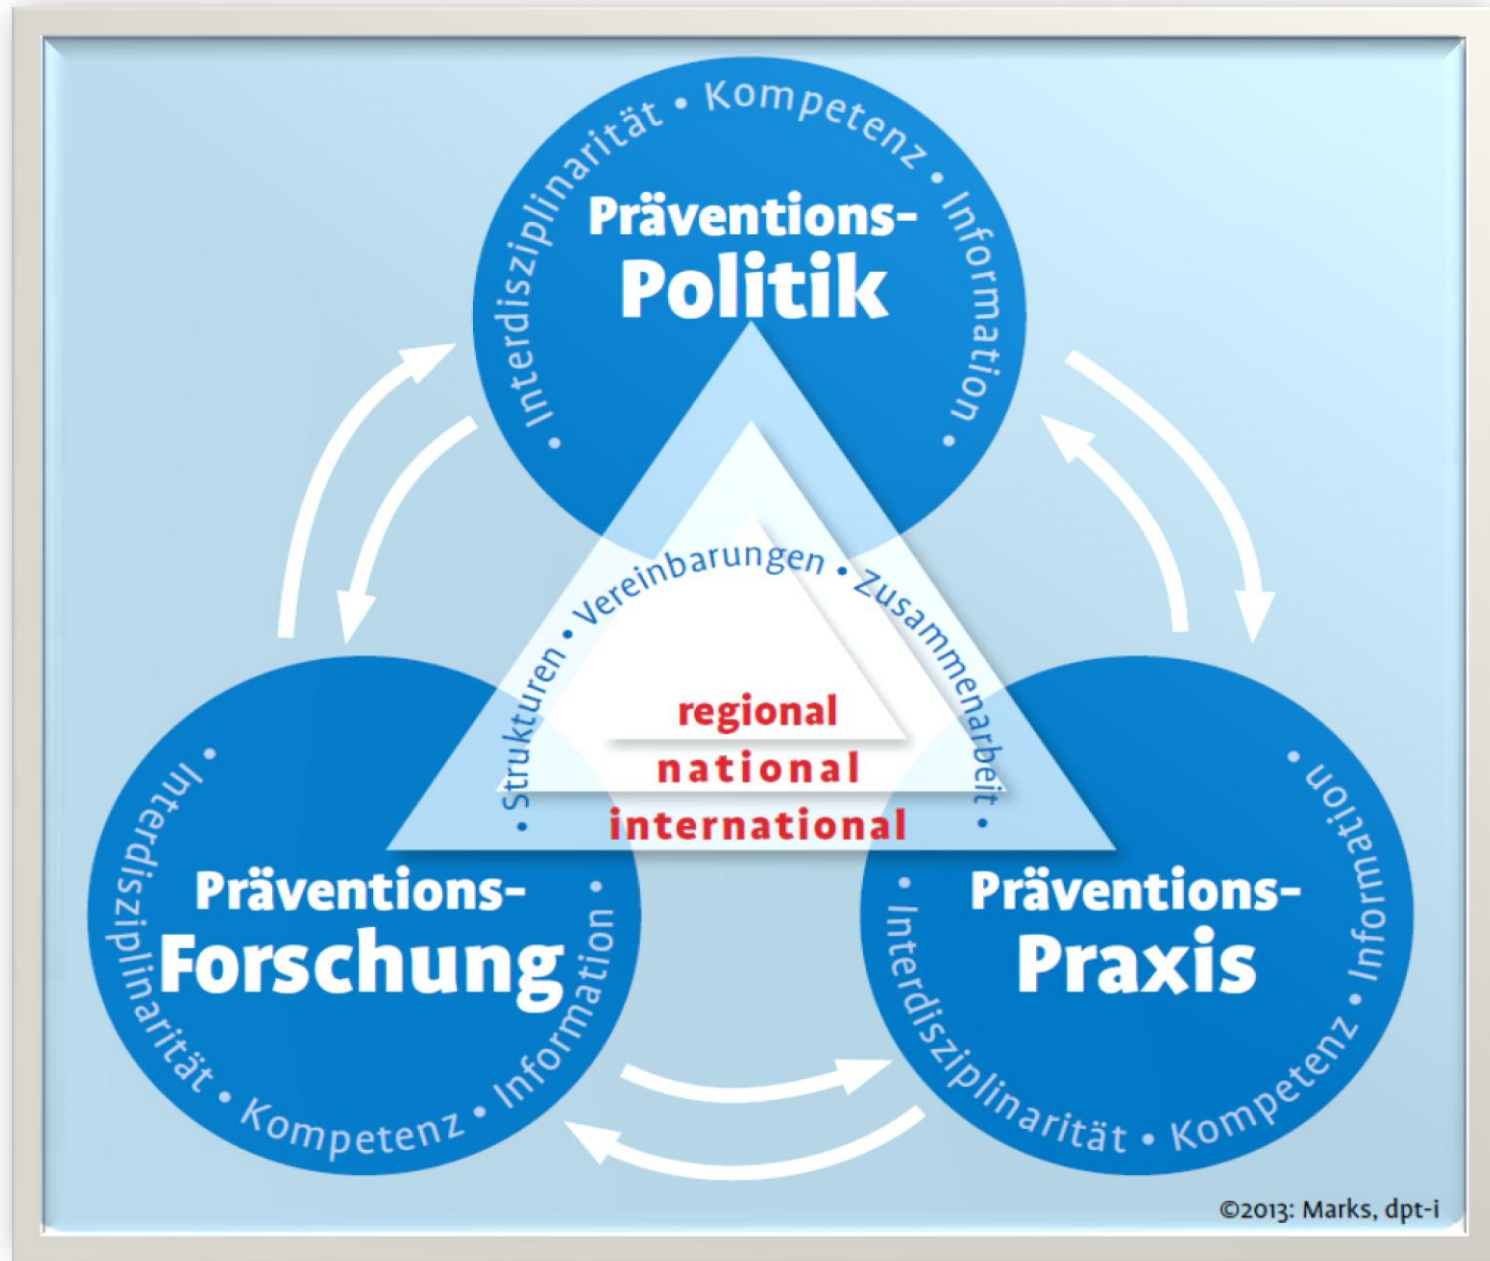 • Interdisziplinarität • Kompetenz • Information •
Präventions-
Politik
• Strukturen • Vereinbarungen • Zusammenarbeit •
regional
national
international
• Interdisziplinarität • Kompetenz • Information •
Präventions-
Forschung
• Interdisziplinarität • Kompetenz • Information •
Präventions-
Praxis
©2013: Marks, dpt-i